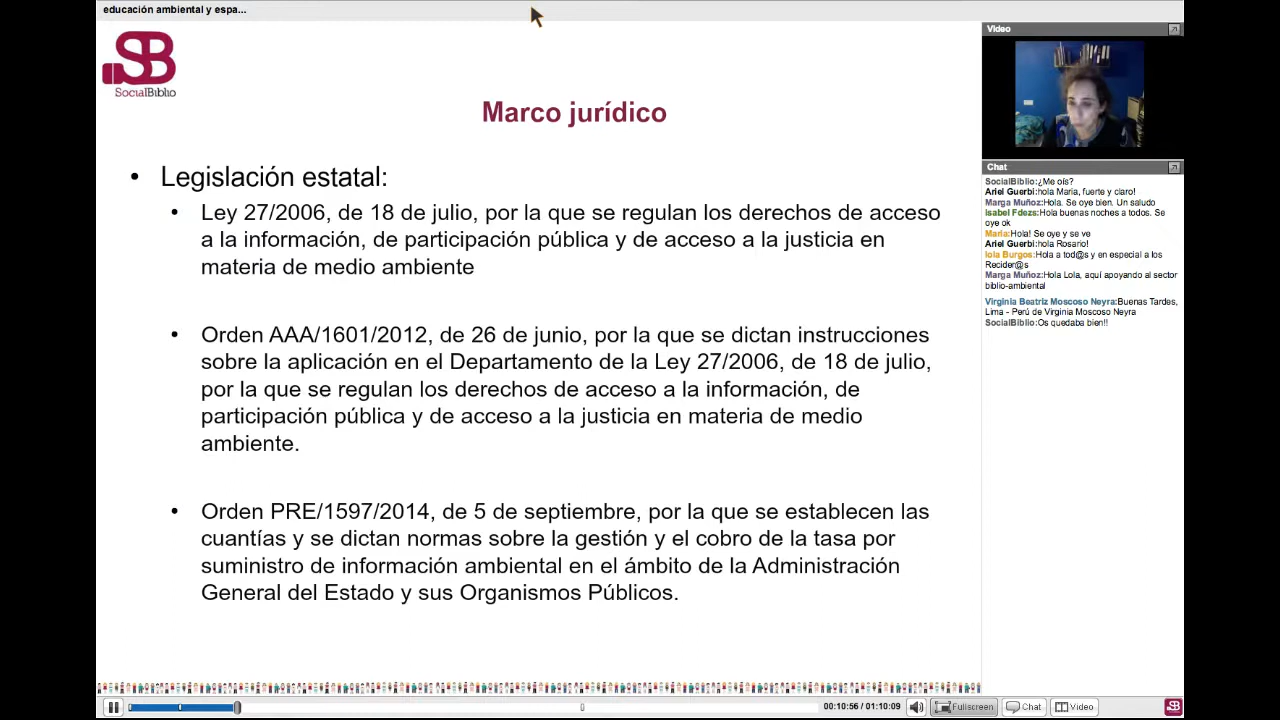 educación ambiental y espa...
SB
SocialBiblio
Marco jurídico
• Legislación estatal:
• Ley 27/2006, de 18 de julio, por la que se regulan los derechos de acceso
a la información, de participación pública y de acceso a la justicia en
materia de medio ambiente
• Orden AAA/1601/2012, de 26 de junio, por la que se dictan instrucciones
sobre la aplicación en el Departamento de la Ley 27/2006, de 18 de julio,
por la que se regulan los derechos de acceso a la información, de
participación pública y de acceso a la justicia en materia de medio
ambiente.
• Orden PRE/1597/2014, de 5 de septiembre, por la que se establecen las
cuantías y se dictan normas sobre la gestión y el cobro de la tasa por
suministro de información ambiental en el ámbito de la Administración
General del Estado y sus Organismos Públicos.
Video
Chat
SocialBiblio:¿Me oís?
Ariel Guerbi:hola Maria, fuerte y claro!
Marga Muñoz:Hola. Se oye bien. Un saludo
Isabel Fdezs:Hola buenas noches a todos. Se
oye ok
Maria:Hola! Se oye y se ve
Ariel Guerbi:hola Rosario!
lola Burgos:Hola a tod@s y en especial a los
Recider@s
Marga Muñoz:Hola Lola, aquí apoyando al sector
biblio-ambiental
Virginia Beatriz Moscoso Neyra:Buenas Tardes,
Lima - Perú de Virginia Moscoso Neyra
SocialBiblio:Os quedaba bien!!
00:10:56 / 01:10:09
Fullscreen
Chat
Video
SB